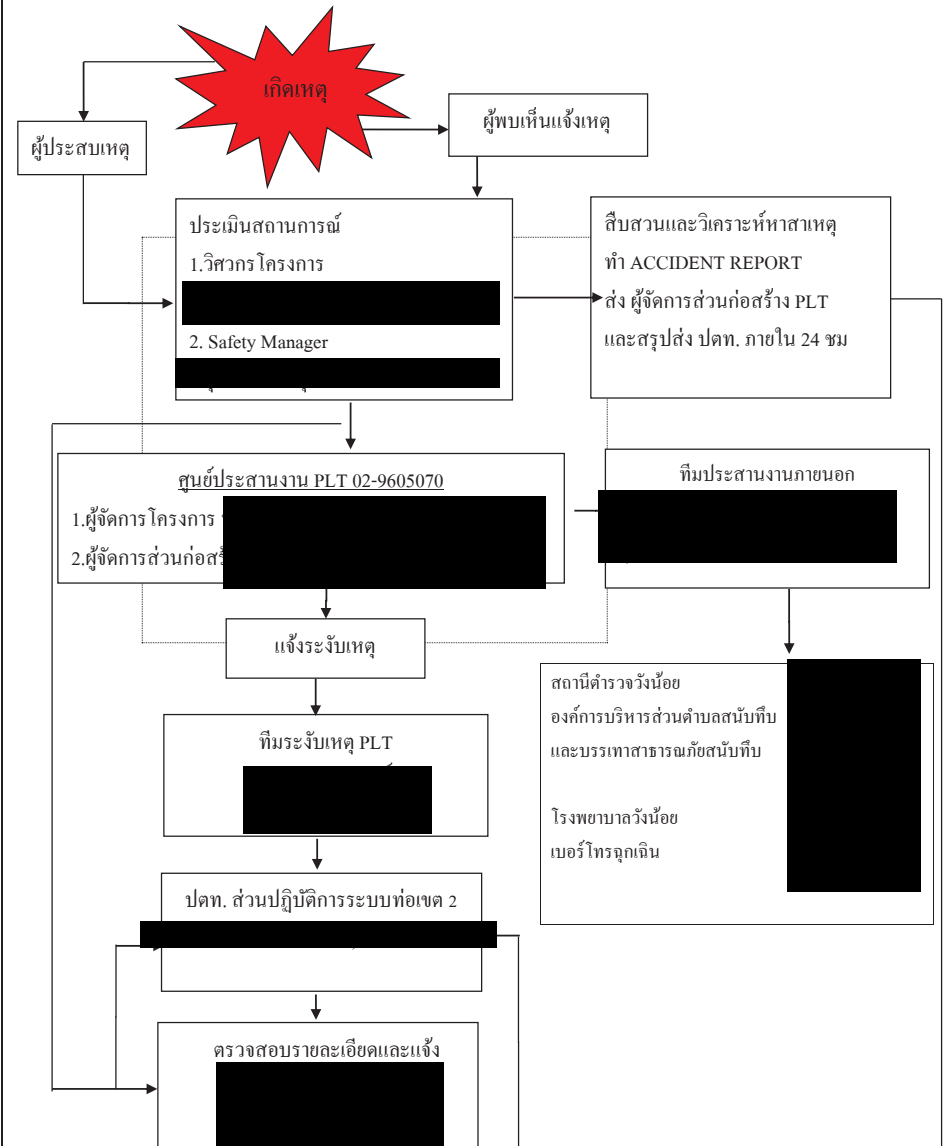 เกิดเหตุ
ผู้พบเห็นแจ้งเหตุ
ผู้ประสบเหตุ
ประเมินสถานการณ์
1.วิศวกรโครงการ
2. Safety Manager
สืบสวนและวิเคราะห์หาสาเหตุ
ทำ ACCIDENT REPORT
ส่ง ผู้จัดการส่วนก่อสร้าง PLT
และสรุปส่ง ปตท. ภายใน 24 ชม
ศูนย์ประสานงาน PLT 02-9605070
1.ผู้จัดการโครงการ
2.ผู้จัดการส่วนก่อสร้
ทีมประสานงานภายนอก
แจ้งระงับเหตุ
สถานีตำรวจวังน้อย
องค์การบริหารส่วนตำบลสนับทึบ
และบรรเทาสาธารณภัยสนับทึบ
โรงพยาบาลวังน้อย
เบอร์โทรฉุกเฉิน
ทีมระงับเหตุ PLT
ปตท. ส่วนปฏิบัติการระบบท่อเขต 2
ตรวจสอบรายละเอียดและแจ้ง